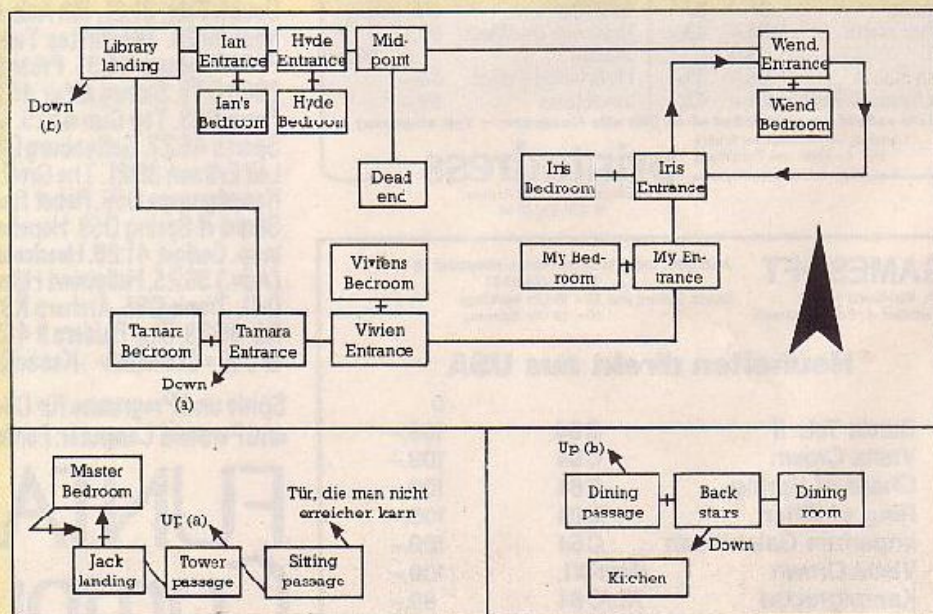 Library
landing
Ian
Entrance
Hyde
Entrance
Mid-
point
Down
Ian's
Bedroom
Hyde
Bedroom
Dead
end
Wend.
Entrance
Wend
Bedroom
Iris
Bedroom
Iris
Entrance
My Bed-
room
My En-
trance
Viviens
Bedroom
Tamara
Bedroom
Tamara
Entrance
Vivien
Entrance
Down
(a)
Master
Bedroom
Up (a)
Tür, die man nicht
erreichen kann
Jack
landing
Tower
passage
Sitting
passage
Up (b)
Dining
passage
Back
stairs
Dining
room
Down
Kitchen